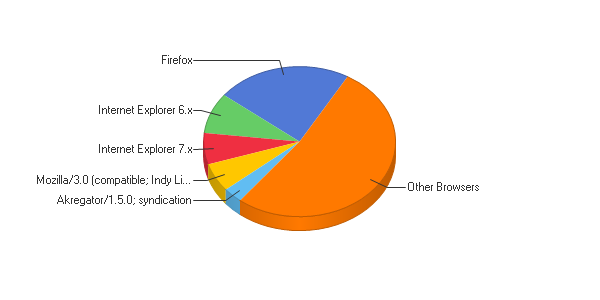 Firefox
Internet Explorer 6.x
Internet Explorer 7.x
Mozilla/3.0 (compatible; Indy Li...
Akregator/1.5.0; syndication
Other Browsers